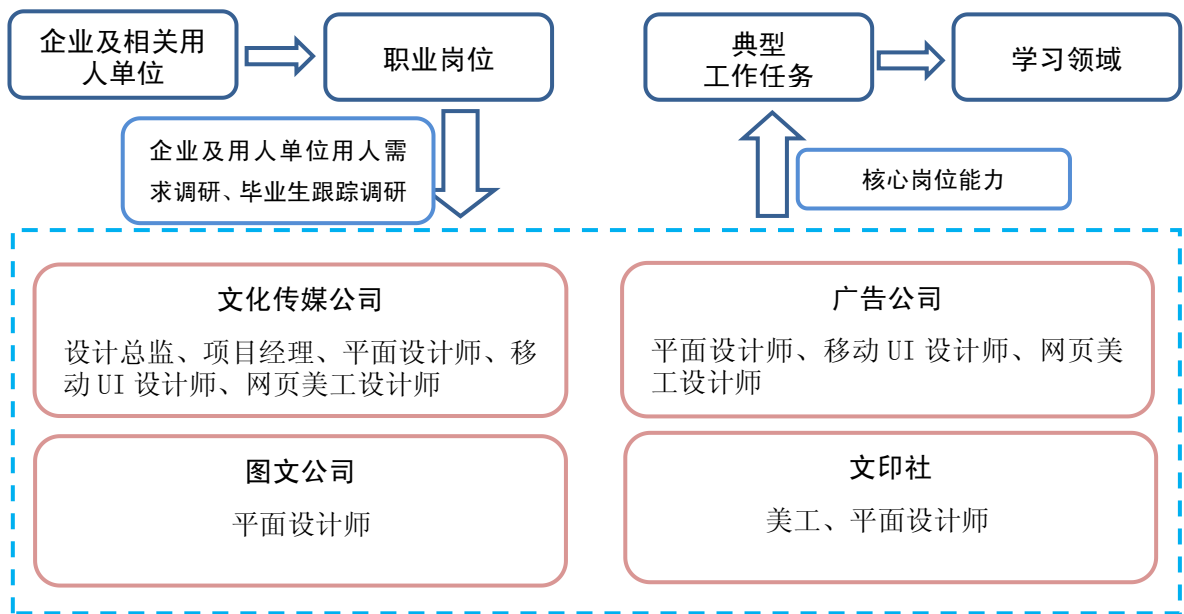 企业及相关用
人单位
职业岗位
典型
工作任务
学习领域
企业及用人单位用人需
求调研、毕业生跟踪调研
核心岗位能力
文化传媒公司
设计总监、项目经理、平面设计师、移
动 UI 设计师、网页美工设计师
广告公司
平面设计师、移动 UI 设计师、网页美
工设计师
图文公司
平面设计师
文印社
美工、平面设计师